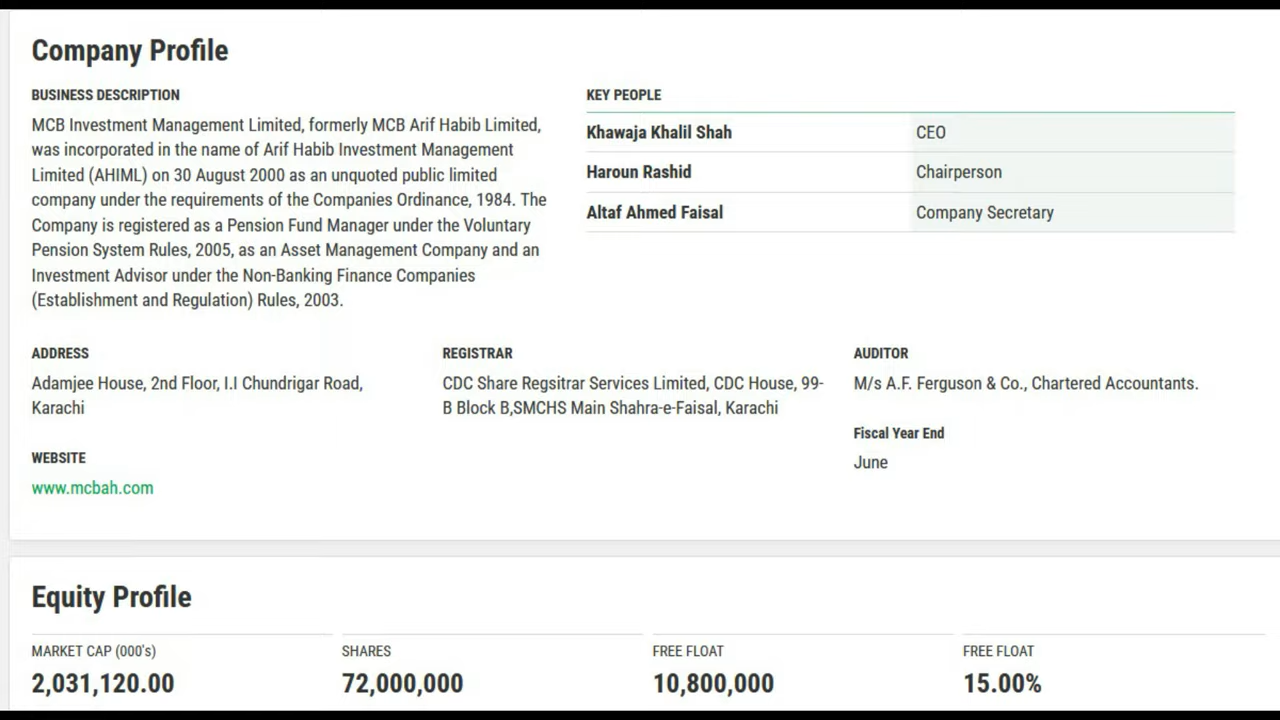 Company Profile
BUSINESS DESCRIPTION
MCB Investment Management Limited, formerly MCB Arif Habib Limited,
was incorporated in the name of Arif Habib Investment Management
Limited (AHIML) on 30 August 2000 as an unquoted public limited
company under the requirements of the Companies Ordinance, 1984. The
Company is registered as a Pension Fund Manager under the Voluntary
Pension System Rules, 2005, as an Asset Management Company and an
Investment Advisor under the Non-Banking Finance Companies
(Establishment and Regulation) Rules, 2003.
KEY PEOPLE
Khawaja Khalil Shah CEO
Haroun Rashid Chairperson
Altaf Ahmed Faisal Company Secretary
ADDRESS
Adamjee House, 2nd Floor, I.I Chundrigar Road,
Karachi
WEBSITE
www.mcbah.com
REGISTRAR
CDC Share Regsitrar Services Limited, CDC House, 99-
B Block B,SMCHS Main Shahra-e-Faisal, Karachi
AUDITOR
M/s A.F. Ferguson & Co., Chartered Accountants.
Fiscal Year End
June
Equity Profile
MARKET CAP (000's)
2,031,120.00
SHARES
72,000,000
FREE FLOAT
10,800,000
FREE FLOAT
15.00%